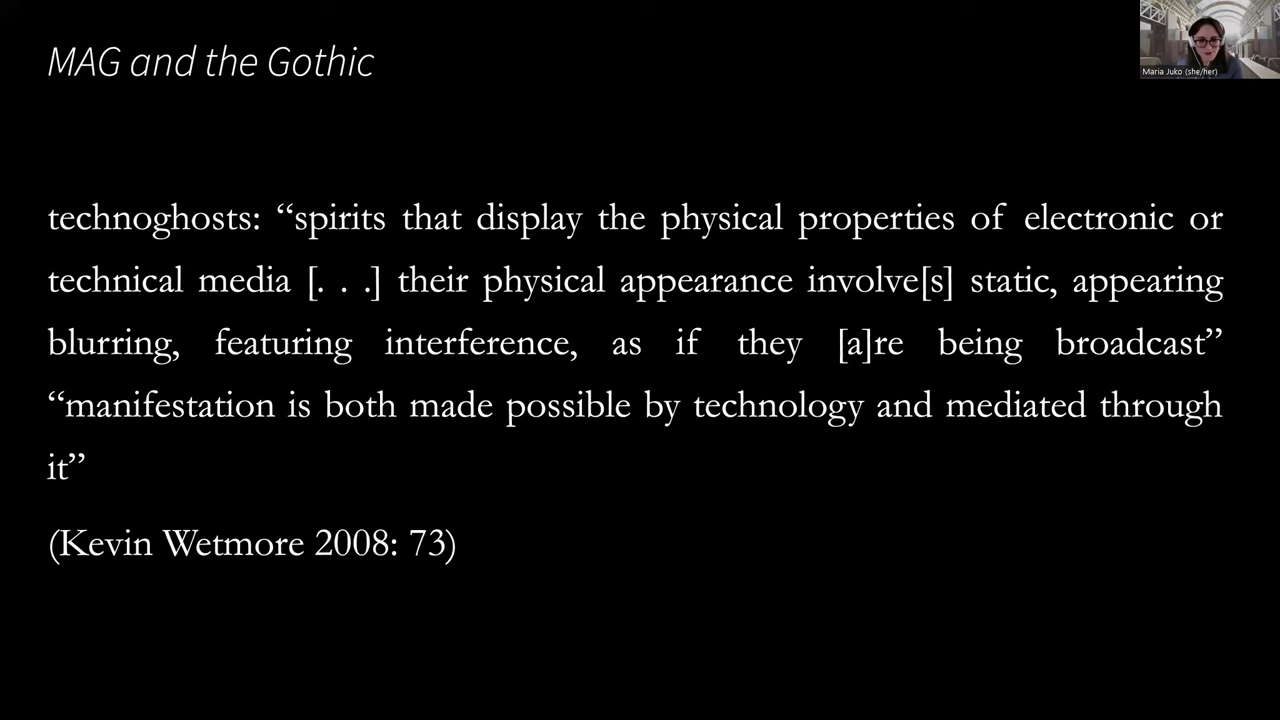 MAG and the Gothic
Maria Juko (she/her)
technoghosts: “spirits that display the physical properties of electronic or
technical media [. . .] their physical appearance involve[s] static, appearing
blurring, featuring interference, as if they [a]re being broadcast”
“manifestation is both made possible by technology and mediated through
it”
(Kevin Wetmore 2008: 73)